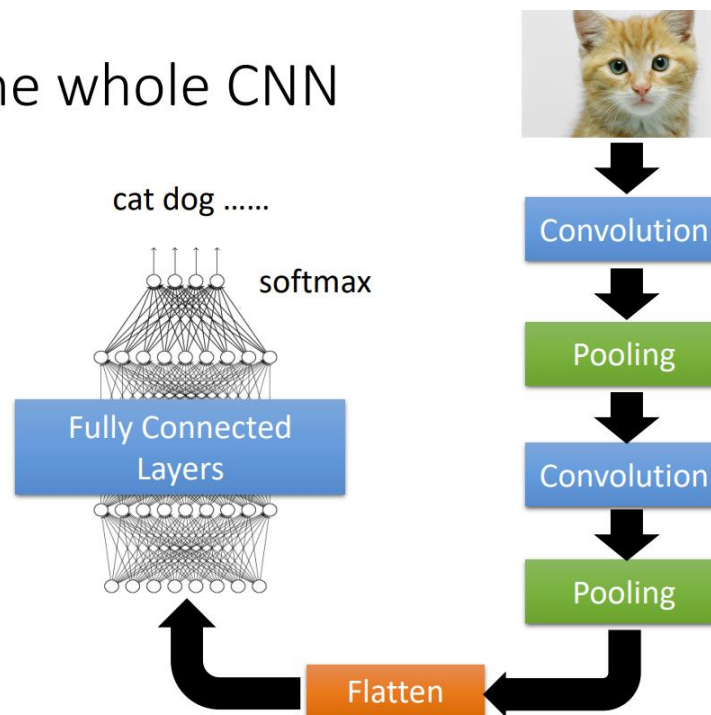 he whole CNN
cat dog ......
softmax
Fully Connected
Layers
Convolution
Pooling
Convolution
Pooling
Flatten